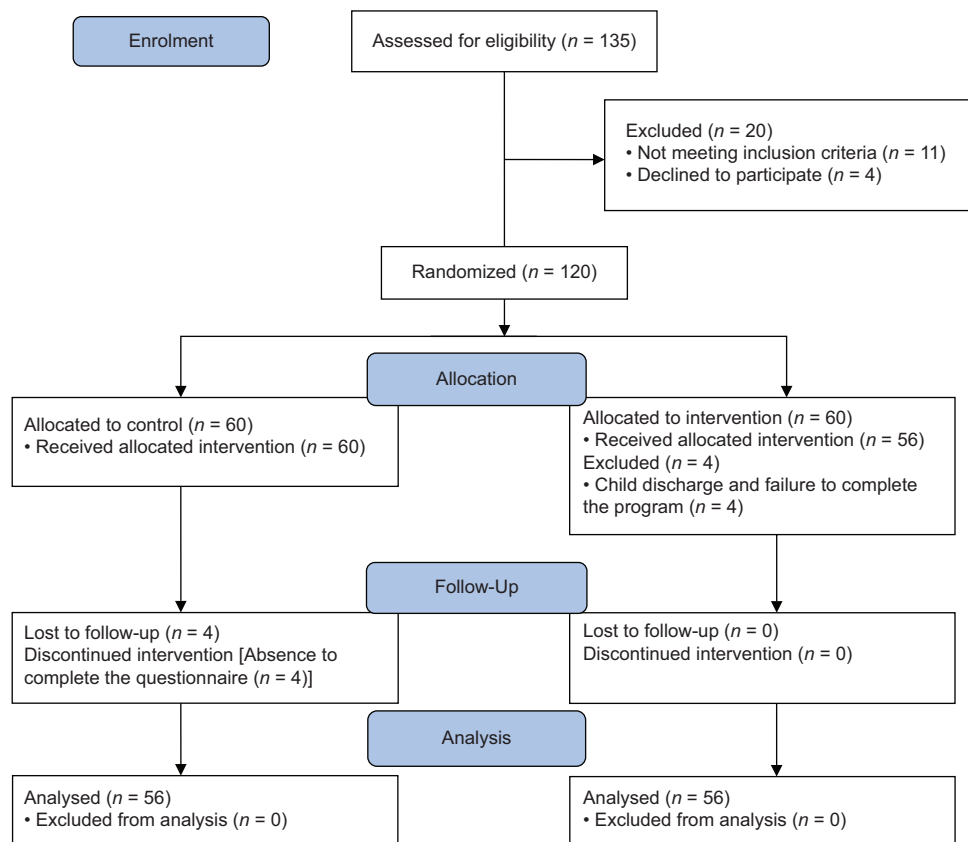 Enrolment
Assessed for eligibility (n = 135)
Excluded (n = 20)
• Not meeting inclusion criteria (n = 11)
• Declined to participate (n = 4)
Randomized (n = 120)
Allocation
Allocated to control (n = 60)
• Received allocated intervention (n = 60)
Allocated to intervention (n = 60)
• Received allocated intervention (n = 56)
Excluded (n = 4)
• Child discharge and failure to complete
the program (n = 4)
Follow-Up
Lost to follow-up (n = 4)
Discontinued intervention [Absence to
complete the questionnaire (n = 4)]
Lost to follow-up (n = 0)
Discontinued intervention (n = 0)
Analysis
Analysed (n = 56)
• Excluded from analysis (n = 0)
Analysed (n = 56)
• Excluded from analysis (n = 0)